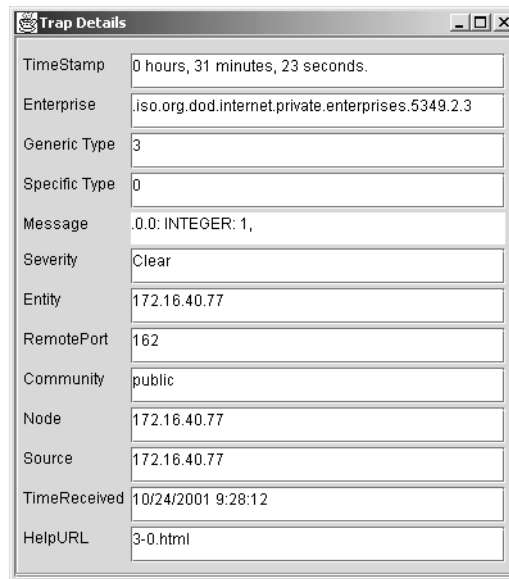 Trap Details
TimeStamp 0 hours, 31 minutes, 23 seconds.
Enterprise .iso.org.dod.internet.private.enterprises.5349.2.3
Generic Type 3
Specific Type 0
Message .0.0: INTEGER: 1,
Severity Clear
Entity 172.16.40.77
RemotePort 162
Community public
Node 172.16.40.77
Source 172.16.40.77
TimeReceived 10/24/2001 9:28:12
HelpURL 3-0.html